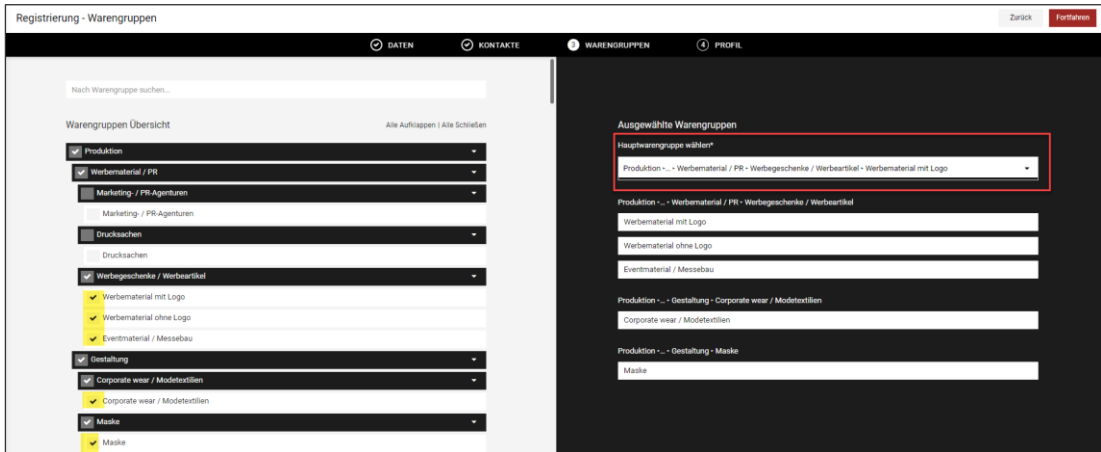 Registrierung - Warengruppen
Zurück
Fortfahren
DATEN
KONTAKTE
3 WARENGRUPPEN
4 PROFIL
Nach Warengruppe suchen...
Warengruppen Übersicht
Alle Aufklappen | Alle Schließen
Produktion
Werbematerial / PR
Marketing- / PR-Agenturen
Marketing- / PR-Agenturen
Drucksachen
Drucksachen
Werbegeschenke / Werbeartikel
Werbematerial mit Logo
Werbematerial ohne Logo
Eventmaterial / Messebau
Gestaltung
Corporate wear / Modetextilien
Corporate wear / Modetextilien
Maske
Maske
Ausgewählte Warengruppen
Hauptwarengruppe wählen*
Produktion -... - Werbematerial / PR - Werbegeschenke / Werbeartikel - Werbematerial mit Logo
Produktion -... - Werbematerial / PR - Werbegeschenke / Werbeartikel
Werbematerial mit Logo
Werbematerial ohne Logo
Eventmaterial / Messebau
Produktion -... - Gestaltung - Corporate wear / Modetextilien
Corporate wear / Modetextilien
Produktion -... - Gestaltung - Maske
Maske